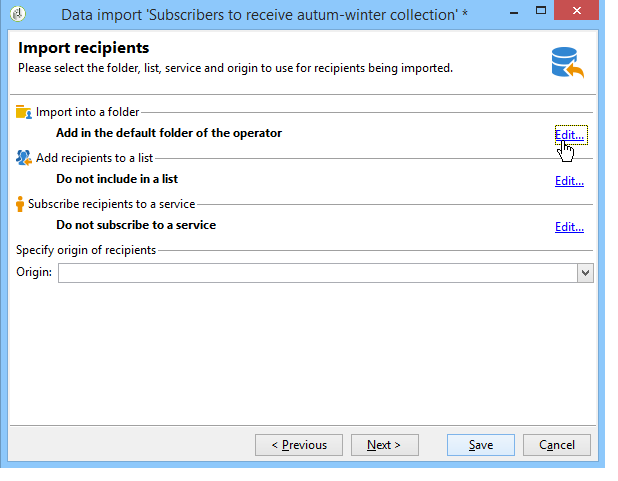 Data import 'Subscribers to receive autum-winter collection' *
Import recipients
Please select the folder, list, service and origin to use for recipients being imported.
Import into a folder
Add in the default folder of the operator Edit...
Add recipients to a list
Do not include in a list Edit...
Subscribe recipients to a service
Do not subscribe to a service Edit...
Specify origin of recipients
Origin:
< Previous Next > Save Cancel